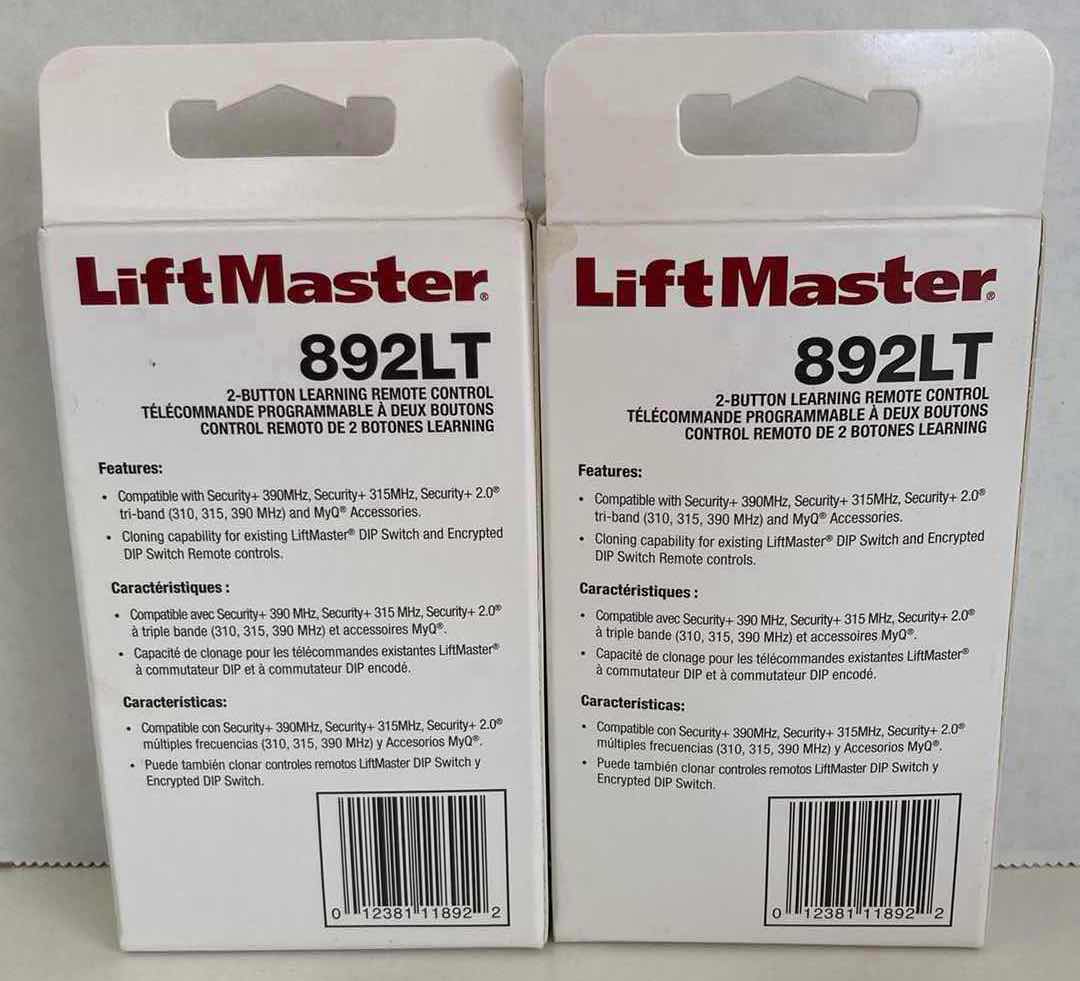 LiftMaster®
892LT
2-BUTTON LEARNING REMOTE CONTROL
TÉLÉCOMMANDE PROGRAMMABLE À DEUX BOUTONS
CONTROL REMOTO DE 2 BOTONES LEARNING
Features:
• Compatible with Security+ 390MHz, Security+ 315MHz, Security+ 2.0®
tri-band (310, 315, 390 MHz) and MyQ® Accessories.
• Cloning capability for existing LiftMaster® DIP Switch and Encrypted
DIP Switch Remote controls.
Caractéristiques :
• Compatible avec Security+ 390 MHz, Security+ 315 MHz, Security+ 2.0®
à triple bande (310, 315, 390 MHz) et accessoires MyQ®.
• Capacité de clonage pour les télécommandes existantes LiftMaster®
à commutateur DIP et à commutateur DIP encodé.
Características:
• Compatible con Security+ 390MHz, Security+ 315MHz, Security+ 2.0®
múltiples frecuencias (310, 315, 390 MHz) y Accesorios MyQ®.
• Puede también clonar controles remotos LiftMaster DIP Switch y
Encrypted DIP Switch.
0 12381 11892 2
LiftMaster®
892LT
2-BUTTON LEARNING REMOTE CONTROL
TÉLÉCOMMANDE PROGRAMMABLE À DEUX BOUTONS
CONTROL REMOTO DE 2 BOTONES LEARNING
Features:
• Compatible with Security+ 390MHz, Security+ 315MHz, Security+ 2.0®
tri-band (310, 315, 390 MHz) and MyQ® Accessories.
• Cloning capability for existing LiftMaster® DIP Switch and Encrypted
DIP Switch Remote controls.
Caractéristiques :
• Compatible avec Security+ 390 MHz, Security+ 315 MHz, Security+ 2.0®
à triple bande (310, 315, 390 MHz) et accessoires MyQ®.
• Capacité de clonage pour les télécommandes existantes LiftMaster®
à commutateur DIP et à commutateur DIP encodé.
Características:
• Compatible con Security+ 390MHz, Security+ 315MHz, Security+ 2.0®
múltiples frecuencias (310, 315, 390 MHz) y Accesorios MyQ®.
• Puede también clonar controles remotos LiftMaster DIP Switch y
Encrypted DIP Switch.
0 12381 11892 2